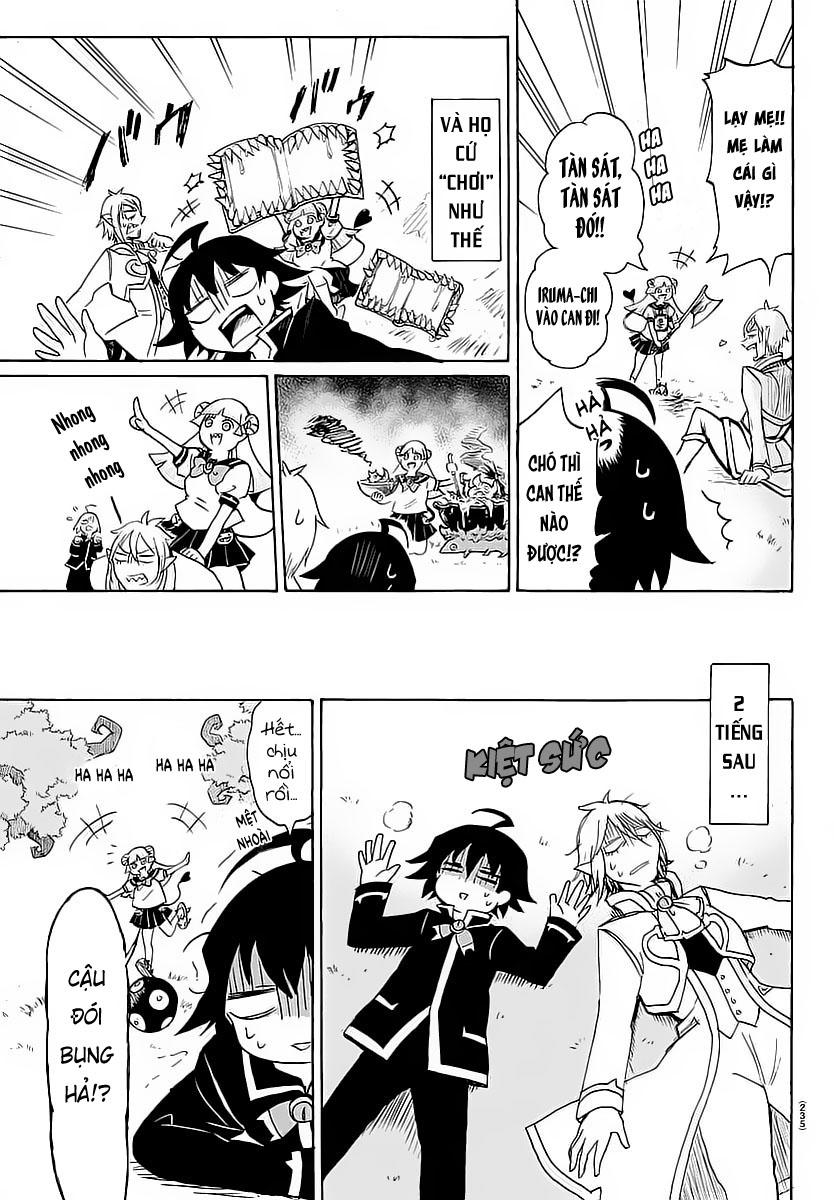 LẠY MẸ!!
MẸ LÀM
CÁI GÌ
VẬY!?
HA
HA
HA
TÀN SÁT,
TÀN SÁT
ĐÓ!!
IRUMA-CHI
VÀO CAN ĐI!
HÀ
HÀ
CHÓ THÌ
CAN THẾ
NÀO
ĐƯỢC!?
VÀ HỌ
CỨ
“CHƠI”
NHƯ
THẾ
Nhong
nhong
nhong
2
TIẾNG
SAU
...
KIỆT SỨC
Hết...
chịu
nổi
rồi...
MỆT
NHOÀI
HA HA HA
HA HA HA
CẬU
ĐÓI
BỤNG
HẢ!?
(235)